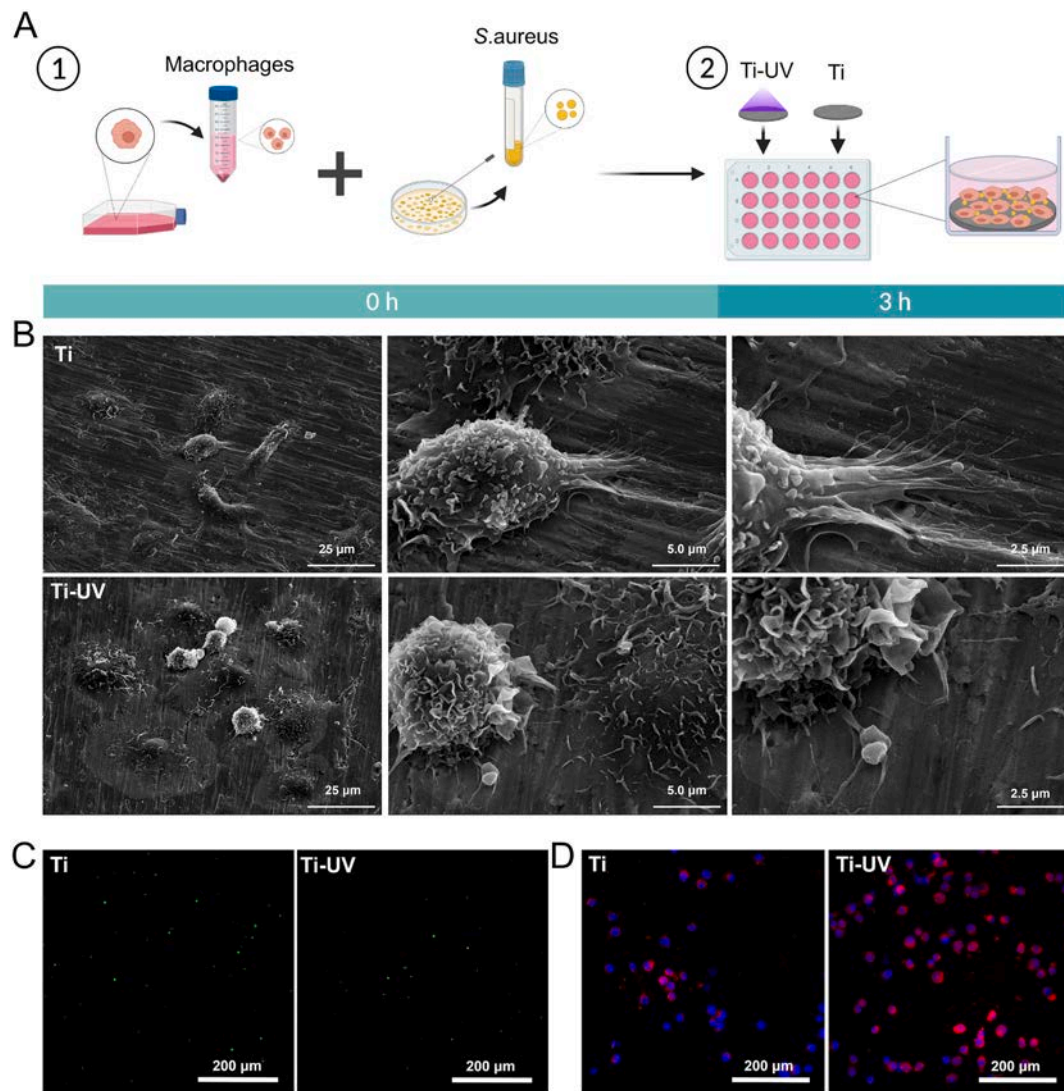 A
1
Macrophages
S.aureus
2
Ti-UV
Ti
0 h
3 h
B
Ti
25 µm
5.0 µm
2.5 µm
Ti-UV
25 µm
5.0 µm
2.5 µm
C
Ti
200 µm
Ti-UV
200 µm
D
Ti
200 µm
Ti-UV
200 µm